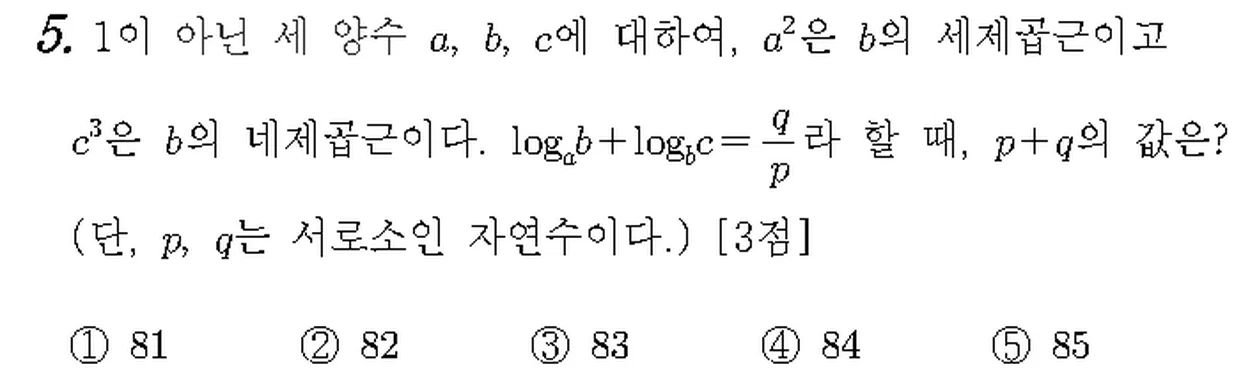 5. 1이 아닌 세 양수 a, b, c에 대하여, a²은 b의 세제곱근이고
c³은 b의 네제곱근이다. logₐb+log_b c = q/p라 할 때, p+q의 값은?
(단, p, q는 서로소인 자연수이다.) [3점]
① 81 ② 82 ③ 83 ④ 84 ⑤ 85